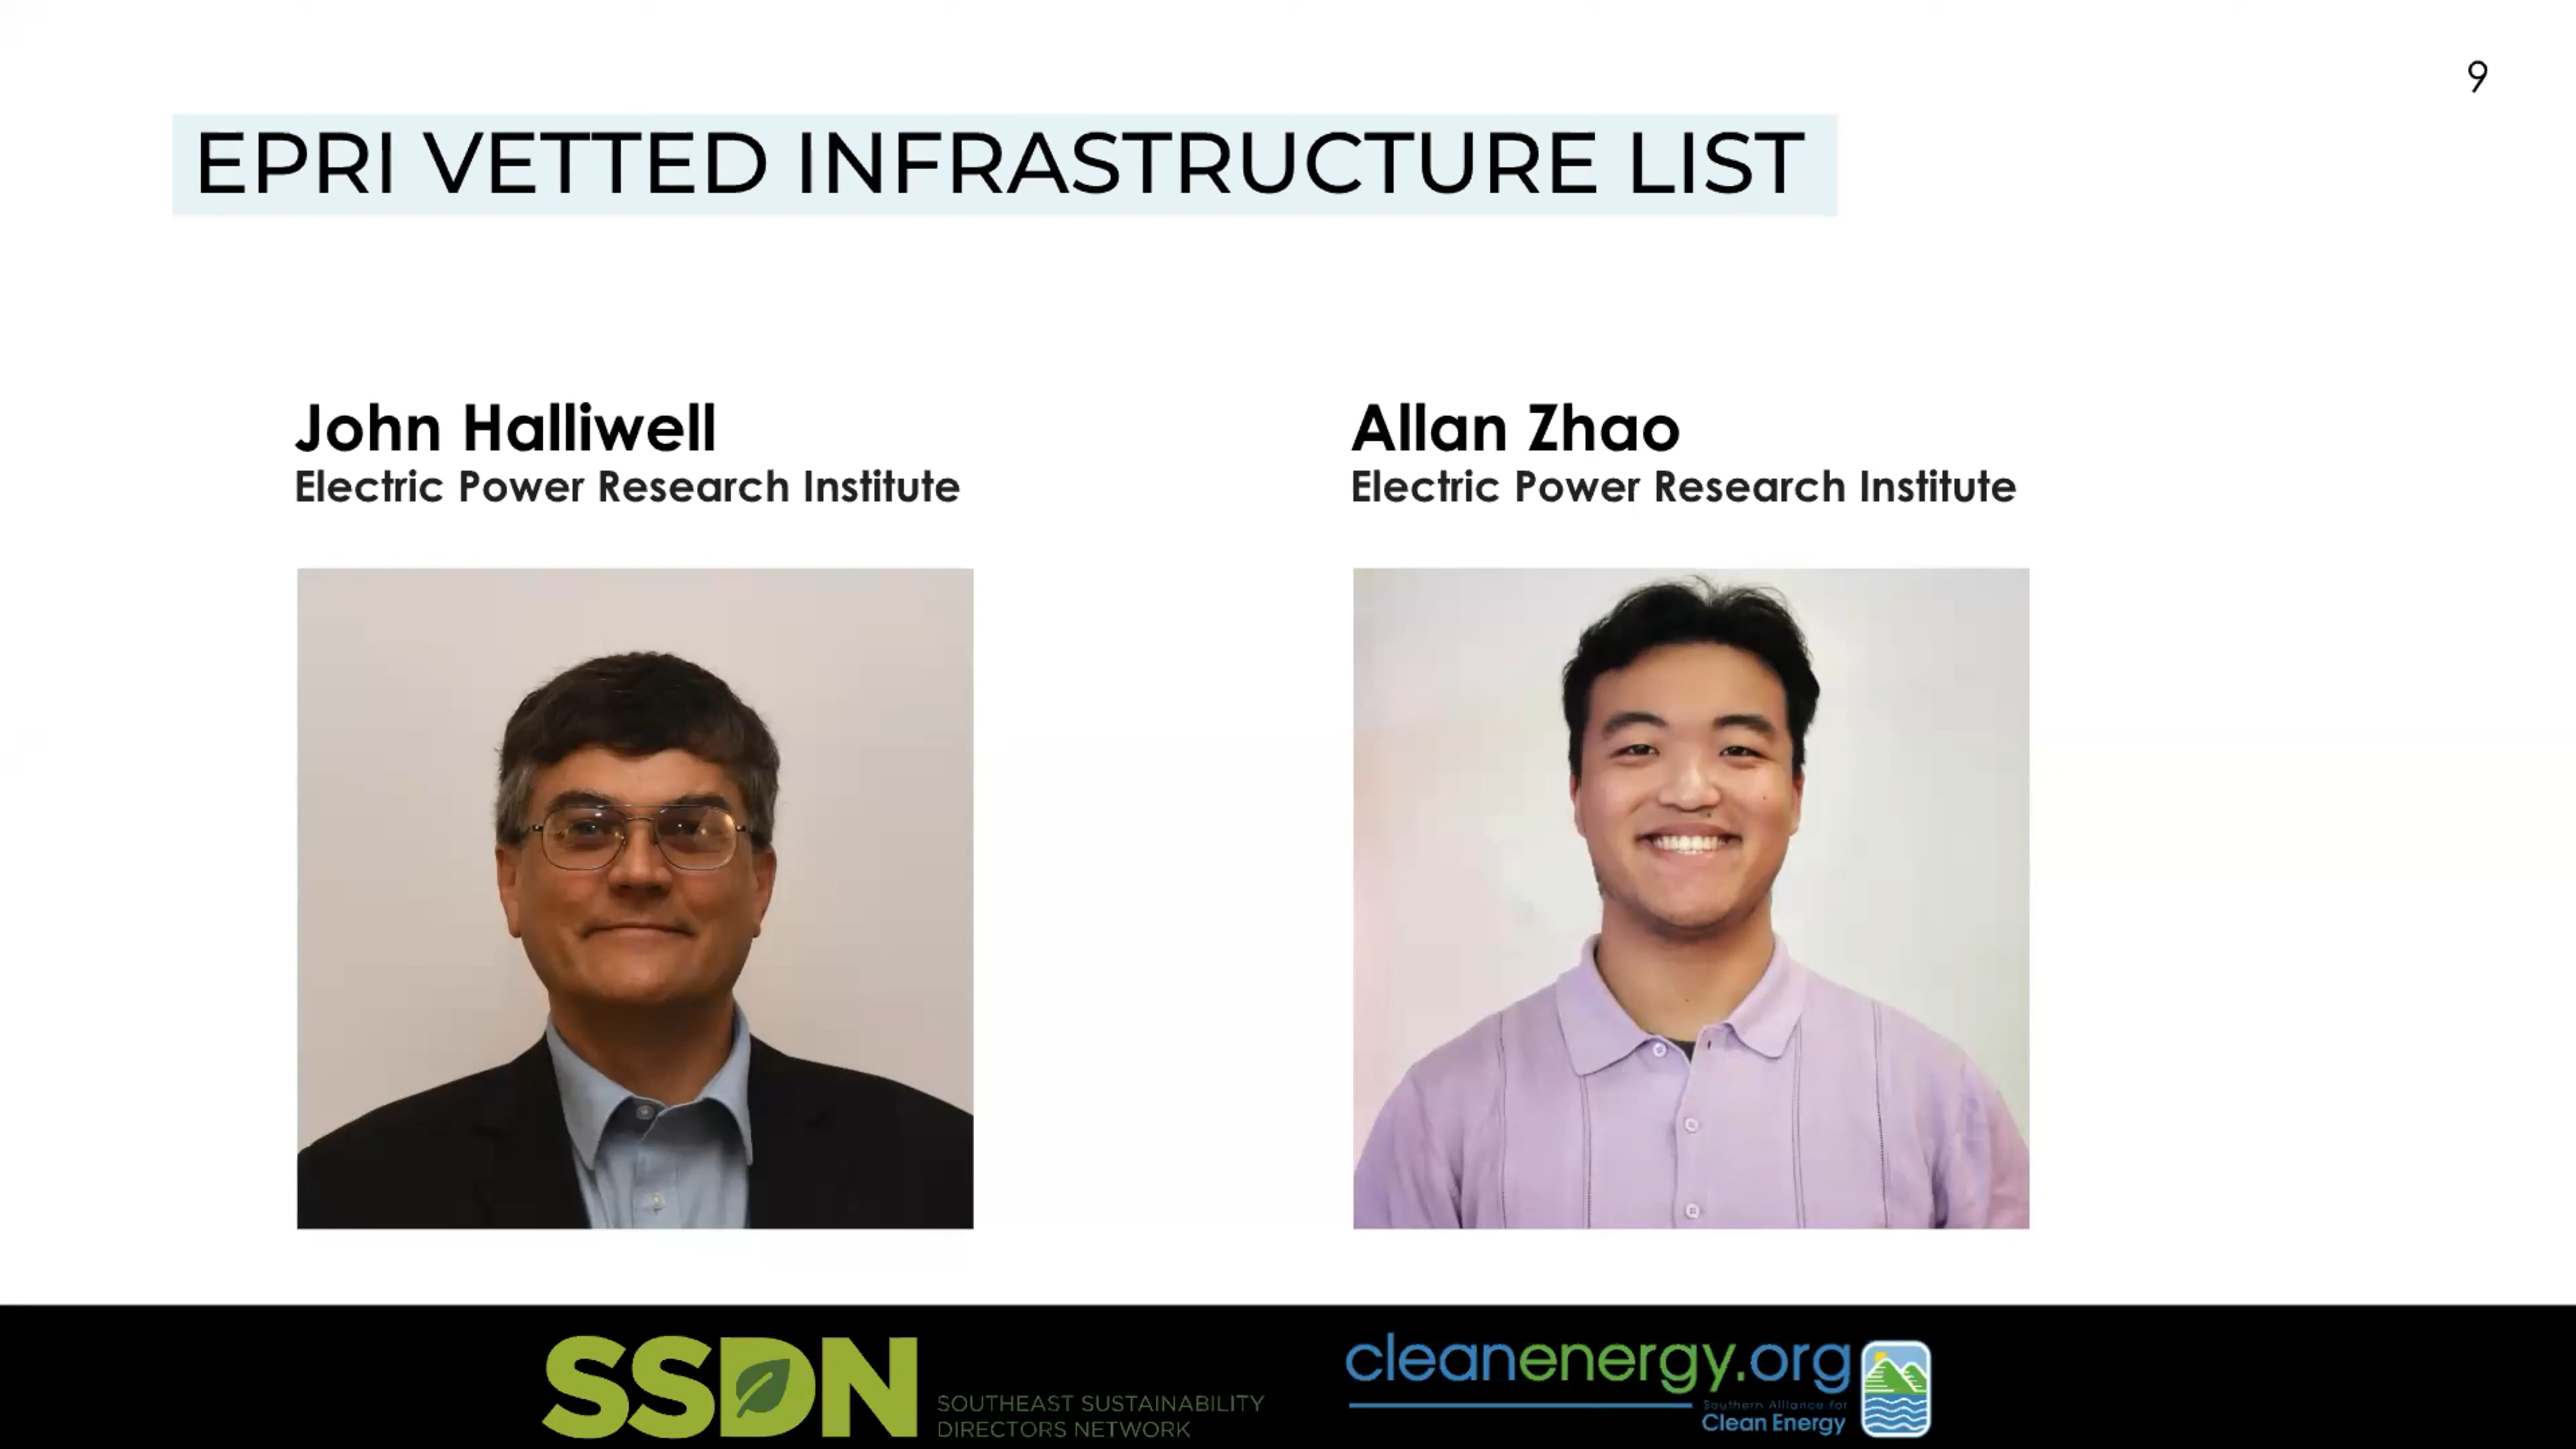 9
EPRI VETTED INFRASTRUCTURE LIST
John Halliwell
Electric Power Research Institute
Allan Zhao
Electric Power Research Institute
SSDN
SOUTHEAST SUSTAINABILITY
DIRECTORS NETWORK
cleanenergy.org
Southern Alliance for
Clean Energy